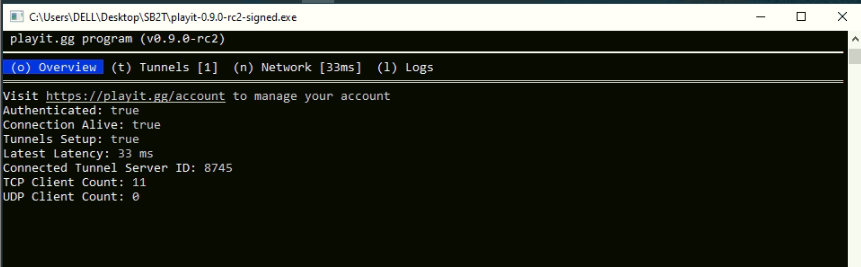 C:\Users\DELL\Desktop\SB2T\playit-0.9.0-rc2-signed.exe
playit.gg program (v0.9.0-rc2)
(o) Overview (t) Tunnels [1] (n) Network [33ms] (l) Logs
Visit https://playit.gg/account to manage your account
Authenticated: true
Connection Alive: true
Tunnels Setup: true
Latest Latency: 33 ms
Connected Tunnel Server ID: 8745
TCP Client Count: 11
UDP Client Count: 0